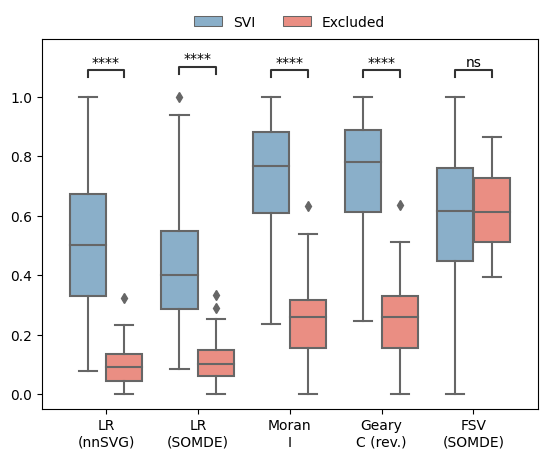 SVI Excluded
**** **** **** **** ns
1.0
0.8
0.6
0.4
0.2
0.0
LR LR Moran Geary FSV
(nnSVG) (SOMDE) I C (rev.) (SOMDE)